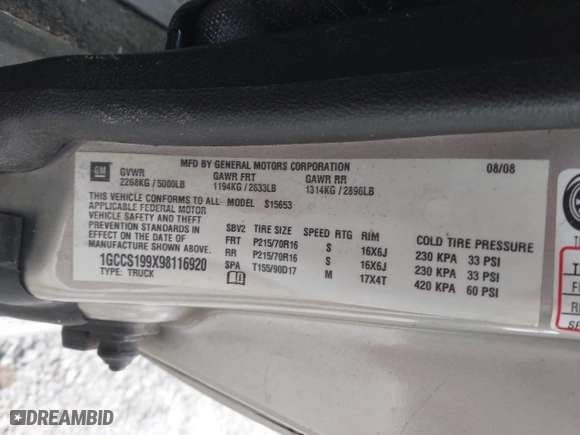 MFD BY GENERAL MOTORS CORPORATION 08/08
GM GVWR GAWR FRT GAWR RR
2268KG / 5000LB 1194KG / 2633LB 1314KG / 2896LB
THIS VEHICLE CONFORMS TO ALL MODEL S15653
APPLICABLE FEDERAL MOTOR
VEHICLE SAFETY AND THEFT
PREVENTION STANDARDS IN
EFFECT ON THE DATE OF
MANUFACTURE SHOWN ABOVE.
1GCCS199X98116920
TYPE: TRUCK
SBV2 TIRE SIZE SPEED RTG RIM COLD TIRE PRESSURE
FRT P215/70R16 S 16X6J 230 KPA 33 PSI
RR P215/70R16 S 16X6J 230 KPA 33 PSI
SPA T155/90D17 M 17X4T 420 KPA 60 PSI
DREAMBID